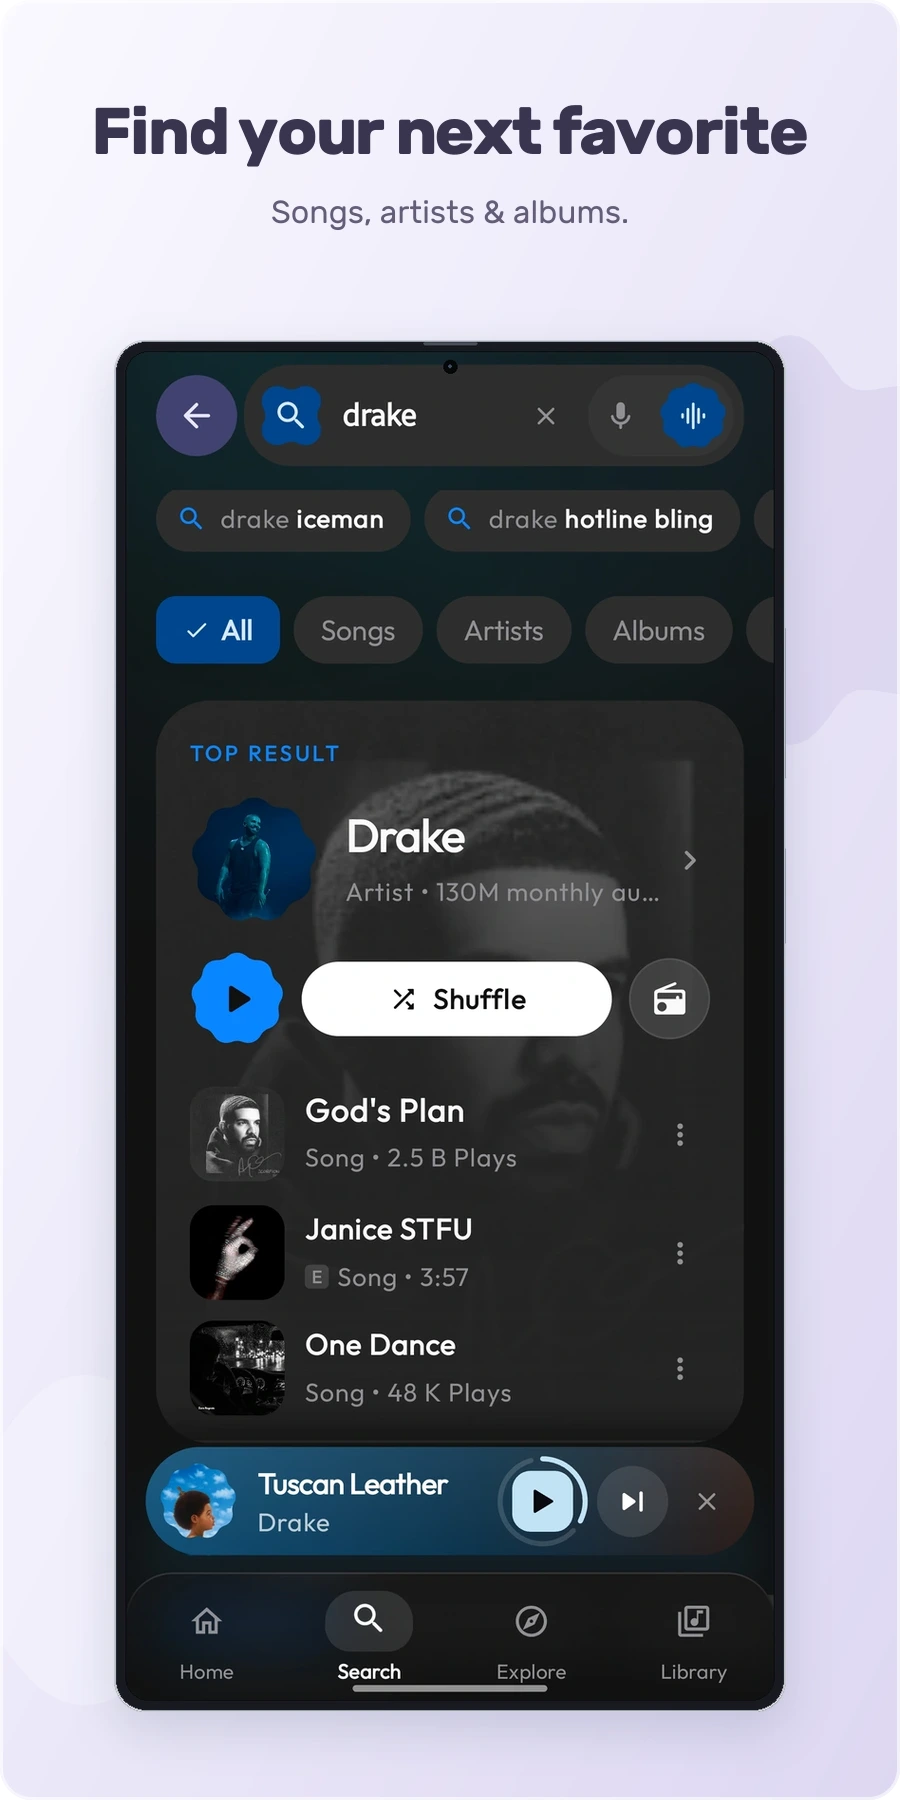 Find your next favorite
Songs, artists & albums.
drake
drake iceman
drake hotline bling
All
Songs
Artists
Albums
TOP RESULT
Drake
Artist • 130M monthly au...
Shuffle
God's Plan
Song • 2.5 B Plays
Janice STFU
E Song • 3:57
One Dance
Song • 48 K Plays
Tuscan Leather
Drake
Home
Search
Explore
Library